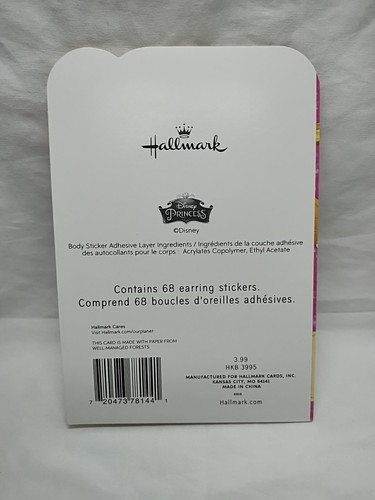 Hallmark
Disney
PRINCESS
©Disney
Body Sticker Adhesive Layer Ingredients / Ingrédients de la couche adhésive
des autocollants pour le corps : Acrylates Copolymer, Ethyl Acetate
Contains 68 earring stickers.
Comprend 68 boucles d'oreilles adhésives.
Hallmark Cares
Visit Hallmark.com/ourplanet
THIS CARD IS MADE WITH PAPER FROM
WELL-MANAGED FORESTS
3.99
HKB 3995
MANUFACTURED FOR HALLMARK CARDS, INC.
KANSAS CITY, MO 64141
MADE IN CHINA
Hallmark.com
7 20473 78144 1